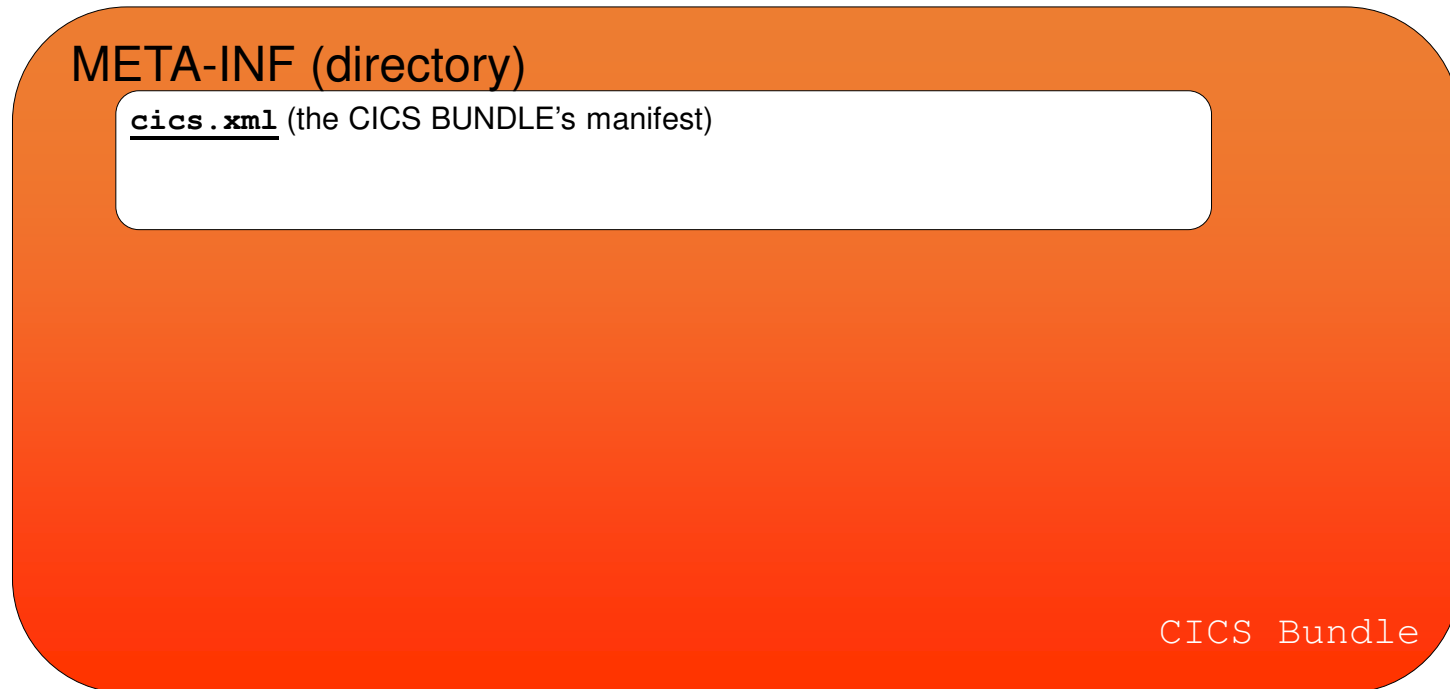 META-INF (directory)
cics.xml (the CICS BUNDLE's manifest)
CICS Bundle